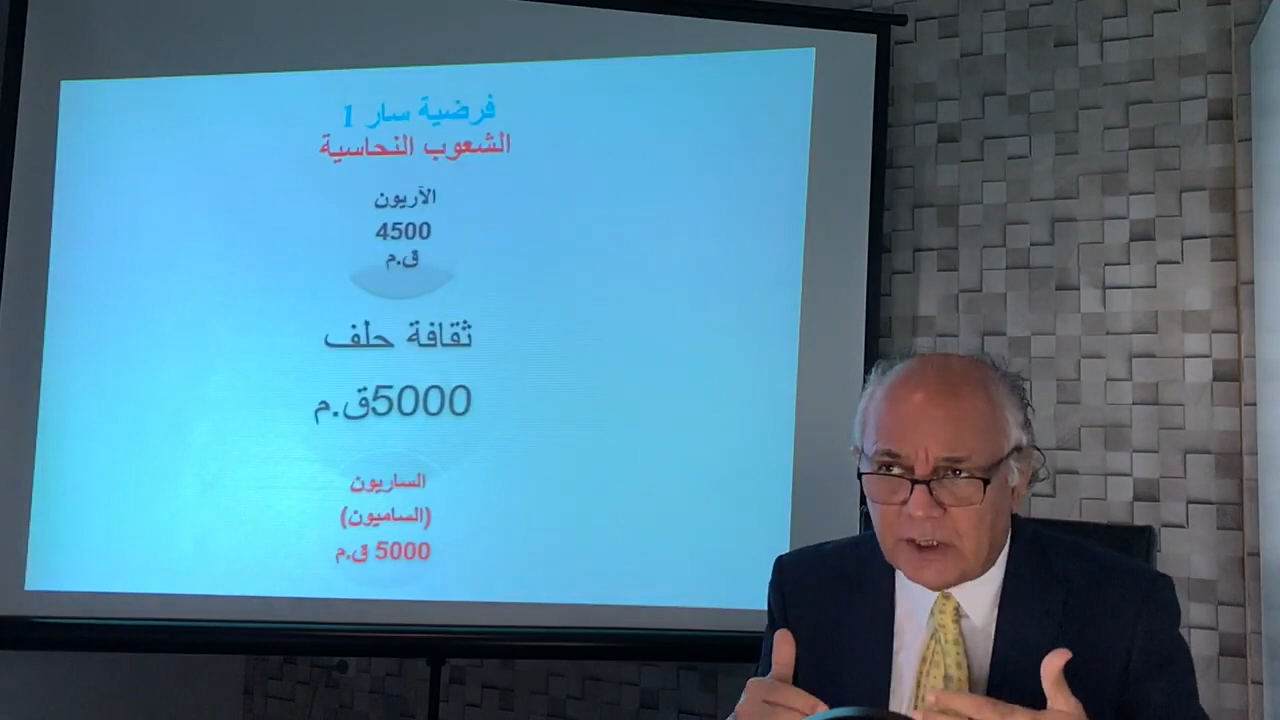 فرضية سار 1
الشعوب النحاسية
الآريون
4500
ق.م
ثقافة حلف
5000ق.م
الساريون
(الساميون)
5000 ق.م